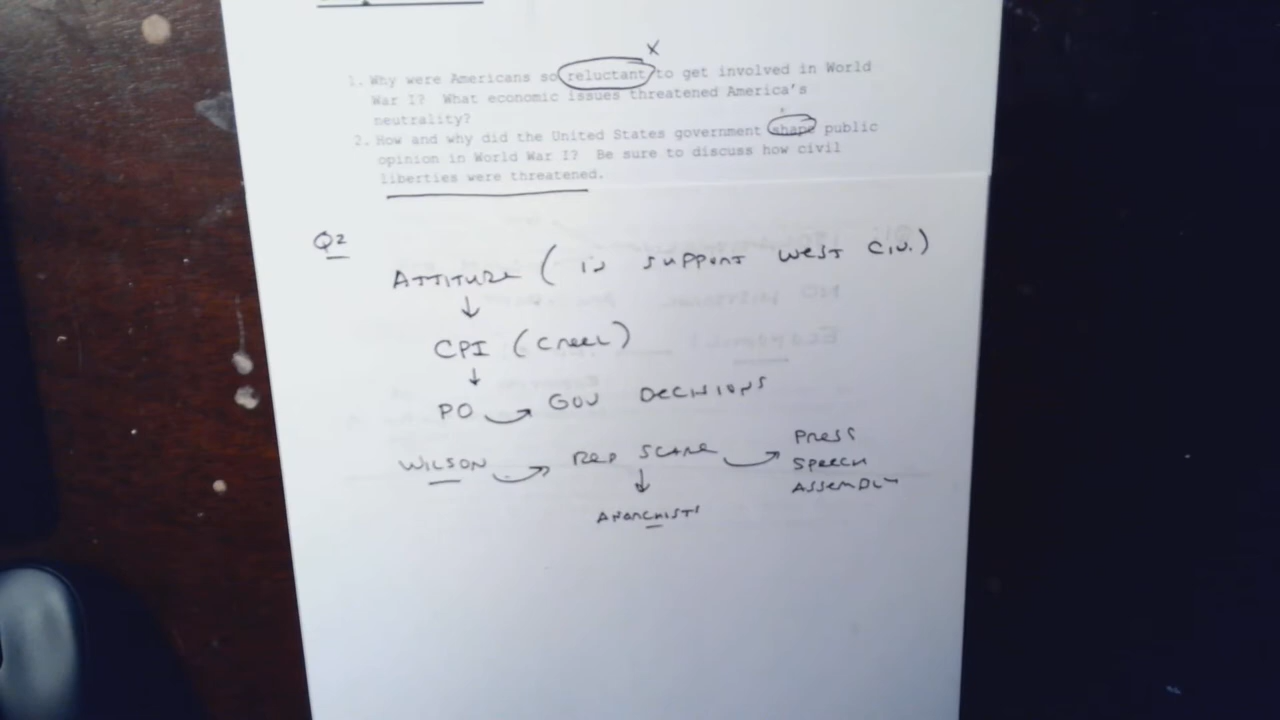 x
1. Why were Americans so reluctant to get involved in World
War I? What economic issues threatened America's
neutrality?
2. How and why did the United States government shape public
opinion in World War I? Be sure to discuss how civil
liberties were threatened.
Q2
ATTITUDE ( IS SUPPORT WEST CIV.)
CPI (CREEL)
PO GOV DECISIONS
WILSON RED SCARE PRESS
SPEECH
ASSEMBLY
ANARCHISTS